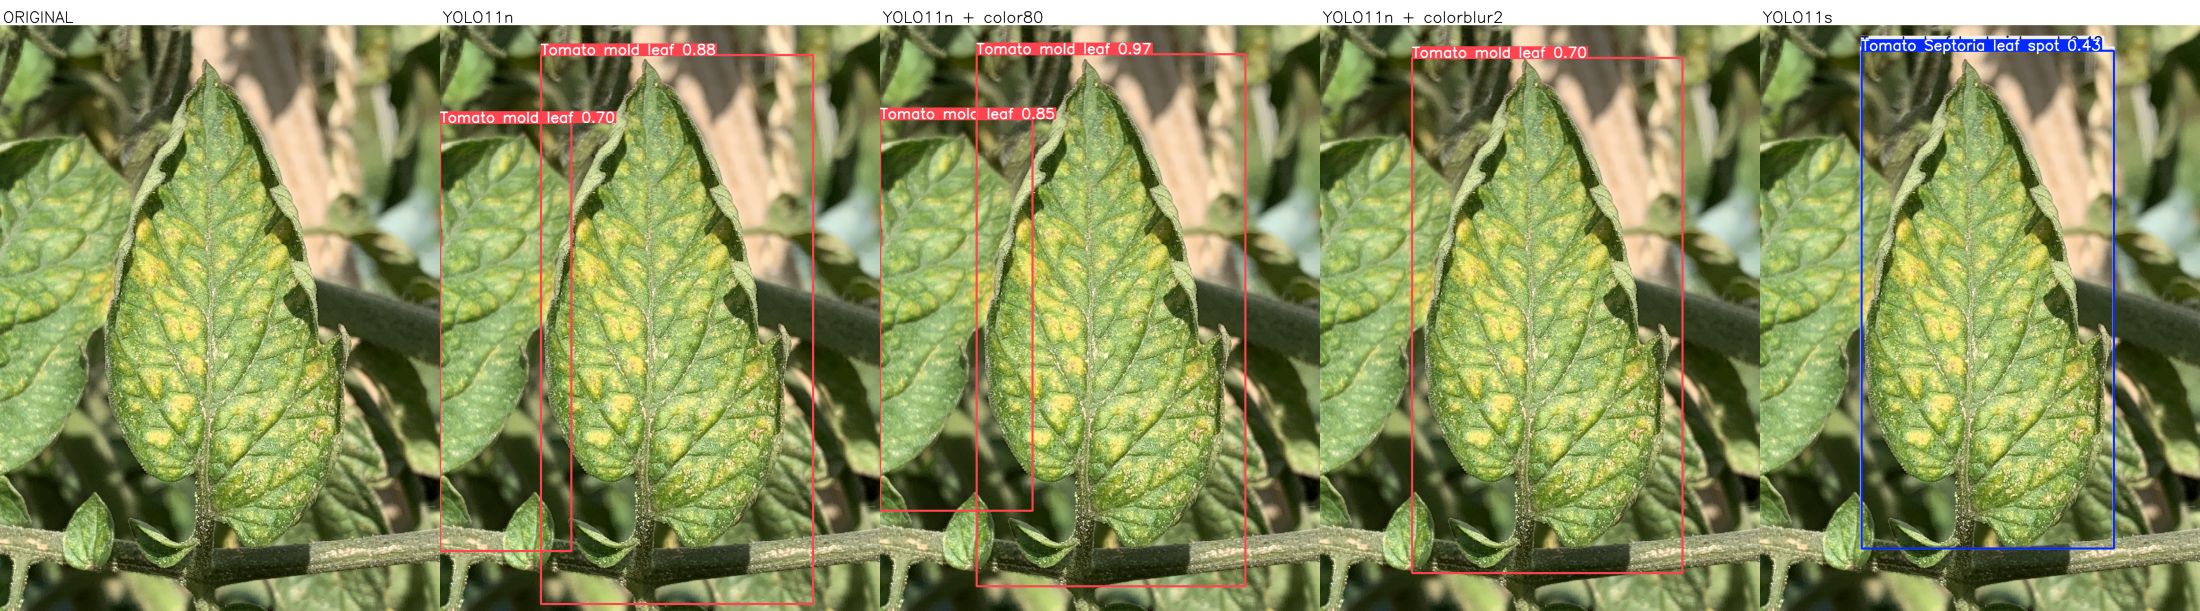 ORIGINAL
YOLO11n
YOLO11n + color80
YOLO11n + colorblur2
YOLO11s
Tomato mold leaf 0.88
Tomato mold leaf 0.70
Tomato mold leaf 0.97
Tomato mold leaf 0.85
Tomato mold leaf 0.70
Tomato Septoria leaf spot 0.43